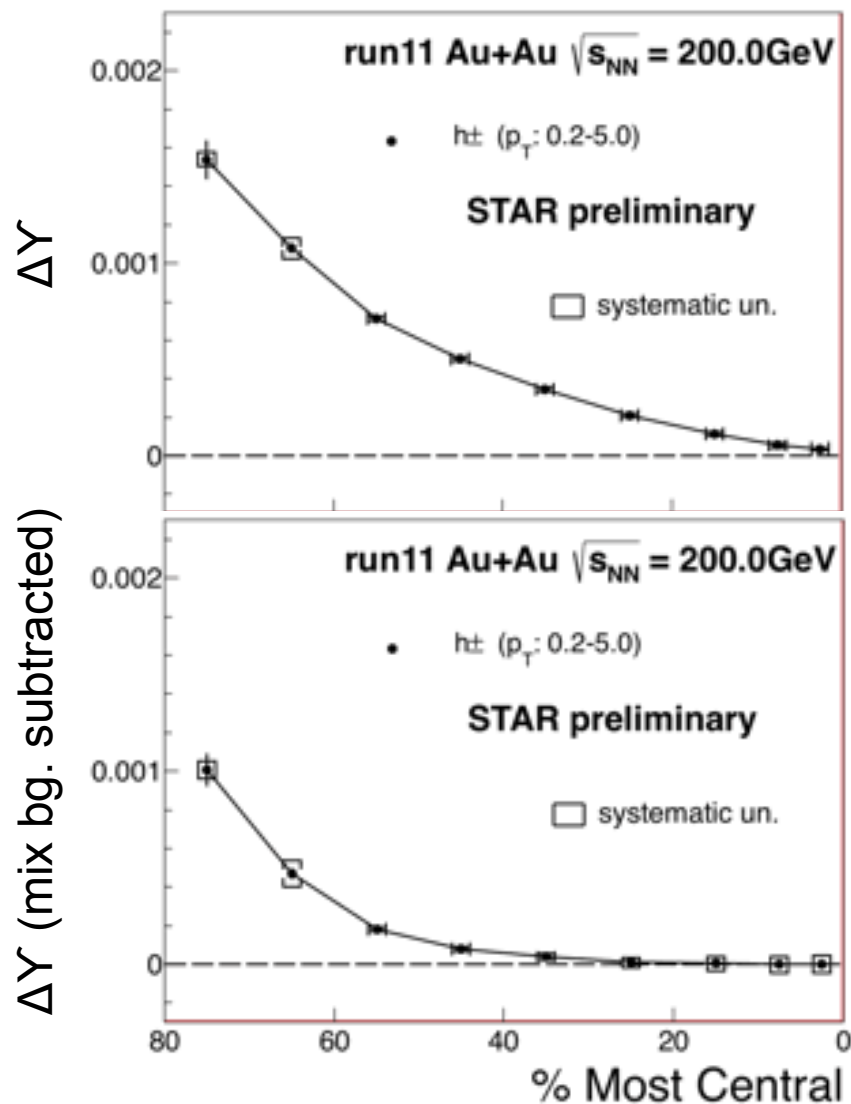 run11 Au+Au √sNN = 200.0GeV
0.002
h± (pT: 0.2-5.0)
STAR preliminary
Δϒ
0.001
systematic un.
0
run11 Au+Au √sNN = 200.0GeV
0.002
h± (pT: 0.2-5.0)
STAR preliminary
Δϒ (mix bg. subtracted)
0.001
systematic un.
0
80 60 40 20 0
% Most Central